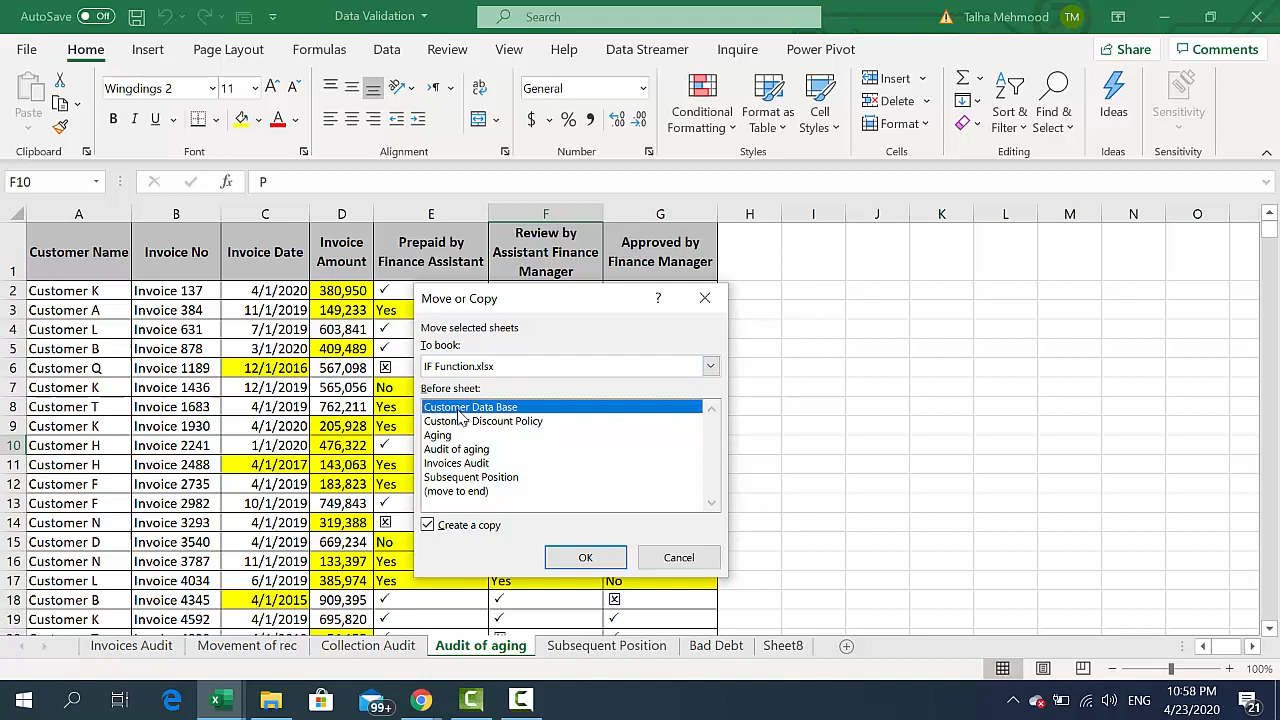 AutoSave Off Data Validation Search Talha Mehmood TM
File Home Insert Page Layout Formulas Data Review View Help Data Streamer Inquire Power Pivot Share Comments
Paste
Clipboard
Wingdings 2 11
B I U
Font
Alignment
General
$ % ,
Number
Conditional Formatting
Format as Table
Cell Styles
Styles
Insert
Delete
Format
Cells
Sort & Filter
Find & Select
Editing
Ideas
Ideas
Sensitivity
Sensitivity
F10 fx P
A B C D E F G H I J K L M N O
1 Customer Name Invoice No Invoice Date Invoice Amount Prepaid by Finance Assistant Review by Assistant Finance Manager Approved by Finance Manager
2 Customer K Invoice 137 4/1/2020 380,950 ✓
3 Customer A Invoice 384 11/1/2019 149,233 Yes
4 Customer L Invoice 631 7/1/2019 603,841 ✓
5 Customer B Invoice 878 3/1/2020 409,489 ✓
6 Customer Q Invoice 1189 12/1/2016 567,098 ☒
7 Customer K Invoice 1436 12/1/2019 565,056 No
8 Customer T Invoice 1683 4/1/2019 762,211 Yes
9 Customer K Invoice 1930 4/1/2019 205,928 Yes
10 Customer H Invoice 2241 1/1/2020 476,322 ✓
11 Customer H Invoice 2488 4/1/2017 143,063 Yes
12 Customer F Invoice 2735 4/1/2019 183,823 Yes
13 Customer F Invoice 2982 10/1/2019 749,843 ✓
14 Customer N Invoice 3293 4/1/2019 319,388 ☒
15 Customer D Invoice 3540 4/1/2019 669,234 No
16 Customer N Invoice 3787 11/1/2019 133,397 Yes
17 Customer L Invoice 4034 6/1/2019 385,974 Yes Yes No
18 Customer B Invoice 4345 4/1/2015 909,395 ✓ ✓ ☒
19 Customer K Invoice 4592 4/1/2019 695,820 ✓ ✓ ✓
Move or Copy ?
Move selected sheets
To book:
IF Function.xlsx
Before sheet:
Customer Data Base
Customer Discount Policy
Aging
Audit of aging
Invoices Audit
Subsequent Position
(move to end)
Create a copy
OK Cancel
Invoices Audit Movement of rec Collection Audit Audit of aging Subsequent Position Bad Debt Sheet8
100%
99+ ENG 10:58 PM
4/23/2020 21